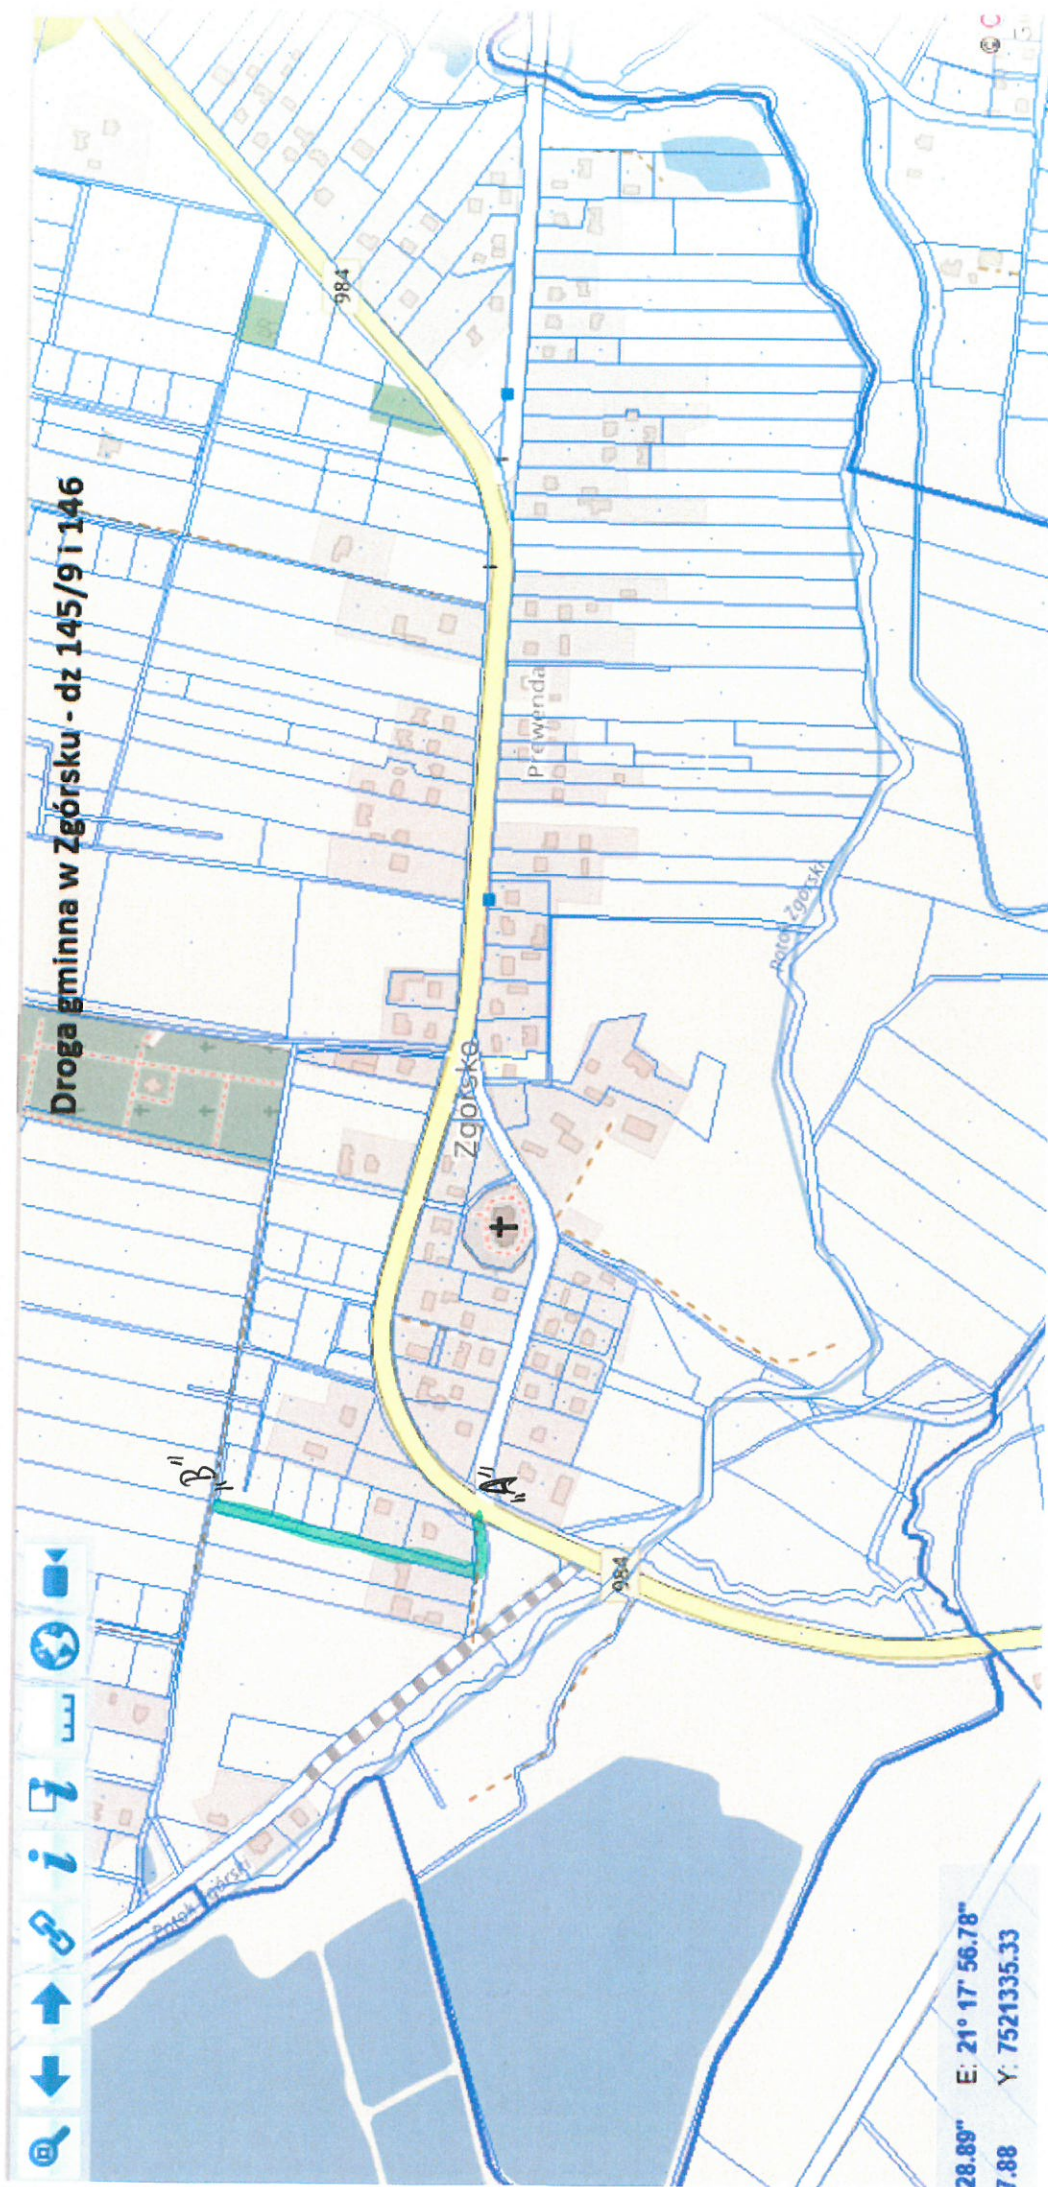 Droga gminna w Zgórsku - dz 145/9 i 146
984
Plewenda
Zgórsko
potok Zgórski
„B"
„A"
984
Potok Zgórski
28.89" E: 21° 17' 56.78"
7.88 Y: 7521335.33
© C